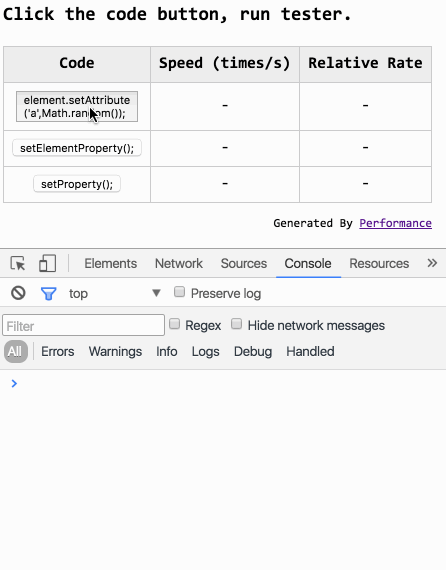 Click the code button, run tester.
Code Speed (times/s) Relative Rate
element.setAttribute
('a',Math.random()); - -
setElementProperty(); - -
setProperty(); - -
Generated By Performance
Elements Network Sources Console Resources »
top Preserve log
Filter Regex Hide network messages
All Errors Warnings Info Logs Debug Handled